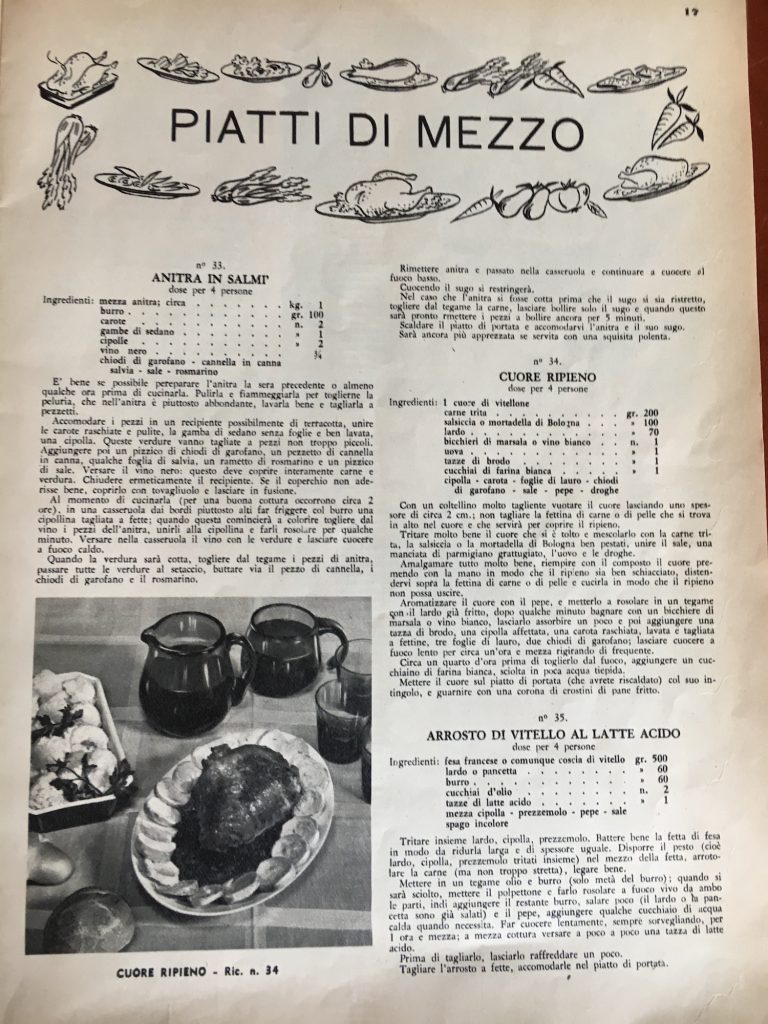 17
PIATTI DI MEZZO
nº 33.
ANITRA IN SALMI'
dose per 4 persone
Ingredienti: mezza anitra; circa . . . . . . . kg. 1
burro . . . . . . . . . . . gr. 100
carote . . . . . . . . . . . n. 2
gambe di sedano . . . . . . . » 1
cipolle . . . . . . . . . . . » 2
vino nero . . . . . . . . . . ¾
chiodi di garofano - cannella in canna
salvia - sale - rosmarino
E' bene se possibile pereparare l'anitra la sera precedente o almeno
qualche ora prima di cucinarla. Pulirla e fiammeggiarla per toglierne la
peluria, che nell'anitra è piuttosto abbondante, lavarla bene e tagliarla a
pezzetti.
Accomodare i pezzi in un recipiente possibilmente di terracotta, unire
le carote raschiate e pulite, la gamba di sedano senza foglie e ben lavata,
una cipolla. Queste verdure vanno tagliate a pezzi non troppo piccoli.
Aggiungere poi un pizzico di chiodi di garofano, un pezzetto di cannella
in canna, qualche foglia di salvia, un rametto di rosmarino e un pizzico
di sale. Versare il vino nero: questo deve coprire interamente carne e
verdura. Chiudere ermeticamente il recipiente. Se il coperchio non ade-
risse bene, coprirlo con tovagliuolo e lasciare in fusione.
Al momento di cucinarla (per una buona cottura occorrono circa 2
ore), in una casseruola dai bordi piuttosto alti far friggere col burro una
cipollina tagliata a fette; quando questa comincerà a colorire togliere dal
vino i pezzi dell'anitra, unirli alla cipollina e farli rosolare per qualche
minuto. Versare nella casseruola il vino con le verdure e lasciare cuocere
a fuoco caldo.
Quando la verdura sarà cotta, togliere dal tegame i pezzi di anitra,
passare tutte le verdure al setaccio, buttare via il pezzo di cannella, i
chiodi di garofano e il rosmarino.
CUORE RIPIENO - Ric. n. 34
Rimettere anitra e passato nella casseruola e continuare a cuocere al
fuoco basso.
Cuocendo il sugo si restringerà.
Nel caso che l'anitra si fosse cotta prima che il sugo si sia ristretto,
togliere dal tegame la carne, lasciare bollire solo il sugo e quando questo
sarà pronto rimettere i pezzi a bollire ancora per 5 minuti.
Scaldare il piatto di portata e accomodarvi l'anitra e il suo sugo.
Sarà ancora più apprezzata se servita con una squisita polenta.
nº 34.
CUORE RIPIENO
dose per 4 persone
Ingredienti: 1 cuore di vitellone
carne trita . . . . . . . . . gr. 200
salsiccia o mortadella di Bologna . . . » 100
lardo . . . . . . . . . . . » 70
bicchieri di marsala o vino bianco . . n. 1
uova . . . . . . . . . . . » 1
tazze di brodo . . . . . . . . » 1
cucchiai di farina bianca . . . . . » 1
cipolla - carota - foglie di lauro - chiodi
di garofano - sale - pepe - droghe
Con un coltellino molto tagliente vuotare il cuore lasciando uno spes-
sore di circa 2 cm.; non tagliare la fettina di carne o di pelle che si trova
in alto nel cuore e che servirà per coprire il ripieno.
Tritare molto bene il cuore che si è tolto e mescolarlo con la carne tri-
ta, la salsiccia o la mortadella di Bologna ben pestati, unire il sale, una
manciata di parmigiano grattugiato, l'uovo e le droghe.
Amalgamare tutto molto bene, riempire con il composto il cuore pre-
mendo con la mano in modo che il ripieno sia ben schiacciato, disten-
dervi sopra la fettina di carne o di pelle e cucirla in modo che il ripieno
non possa uscire.
Aromatizzare il cuore con il pepe, e metterlo a rosolare in un tegame
con il lardo già fritto, dopo qualche minuto bagnare con un bicchiere di
marsala o vino bianco, lasciarlo assorbire un poco e poi aggiungere una
tazza di brodo, una cipolla affettata, una carota raschiata, lavata e tagliata
a fettine, tre foglie di lauro, due chiodi di garofano; lasciare cuocere a
fuoco lento per circa un'ora e mezza rigirando di frequente.
Circa un quarto d'ora prima di toglierlo dal fuoco, aggiungere un cuc-
chiaino di farina bianca, sciolta in poca acqua tiepida.
Mettere il cuore sul piatto di portata (che avrete riscaldato) col suo in-
tingolo, e guarnire con una corona di crostini di pane fritto.
nº 35.
ARROSTO DI VITELLO AL LATTE ACIDO
dose per 4 persone
Ingredienti: fesa francese o comunque coscia di vitello gr. 500
lardo o pancetta . . . . . . . . » 60
burro . . . . . . . . . . . » 60
cucchiai d'olio . . . . . . . . n. 2
tazze di latte acido . . . . . . . » 1
mezza cipolla - prezzemolo - pepe - sale
spago incolore
Tritare insieme lardo, cipolla, prezzemolo. Battere bene la fetta di fesa
in modo da ridurla larga e di spessore uguale. Disporre il pesto (cioè
lardo, cipolla, prezzemolo tritati insieme) nel mezzo della fetta, arroto-
lare la carne (ma non troppo stretta), legare bene.
Mettere in un tegame olio e burro (solo metà del burro); quando si
sarà sciolto, mettere il polpettone e farlo rosolare a fuoco vivo da ambo
le parti, indi aggiungere il restante burro, salare poco (il lardo o la pan-
cetta sono già salati) e il pepe, aggiungere qualche cucchiaio di acqua
calda quando necessita. Far cuocere lentamente, sempre sorvegliando, per
1 ora e mezza; a mezza cottura versare a poco a poco una tazza di latte
acido.
Prima di tagliarlo, lasciarlo raffreddare un poco.
Tagliare l'arrosto a fette, accomodarle nel piatto di portata.